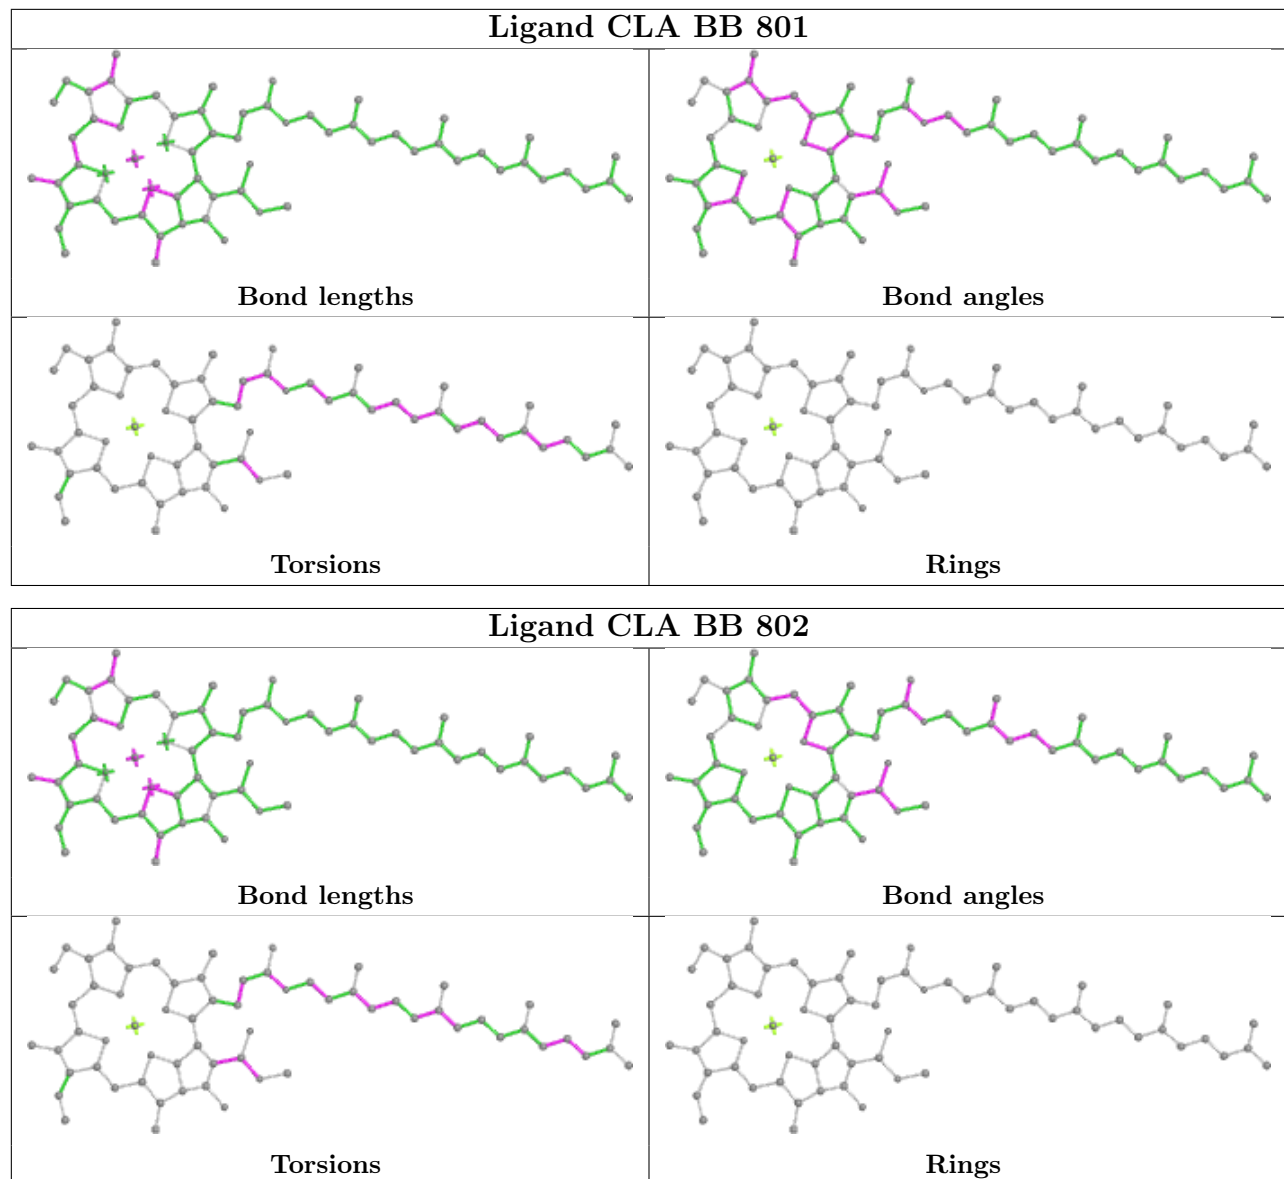 Ligand CLA BB 801
Bond lengths
Bond angles
Torsions
Rings
Ligand CLA BB 802
Bond lengths
Bond angles
Torsions
Rings